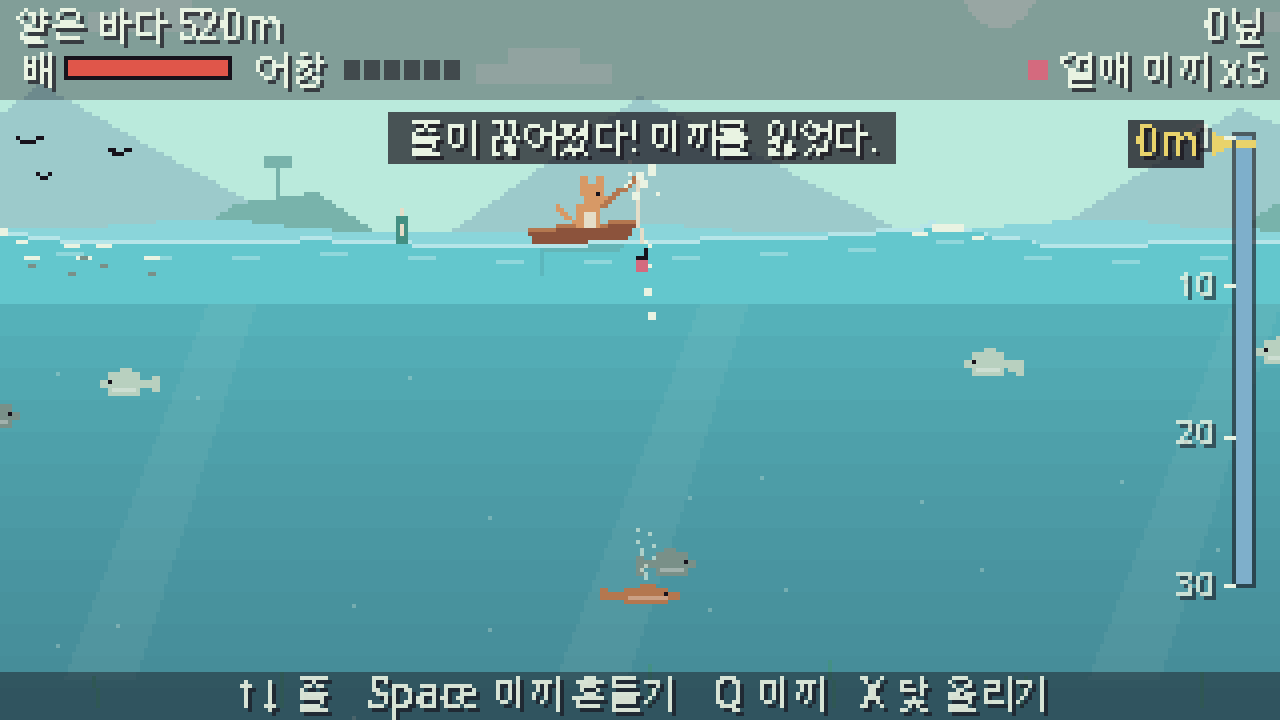 얕은 바다 520m
0닢
배
어창
열매 미끼 x5
줄이 끊어졌다! 미끼를 잃었다.
0m
10
20
30
↑↓ 줄 Space 미끼 흔들기 Q 미끼 X 닻 올리기